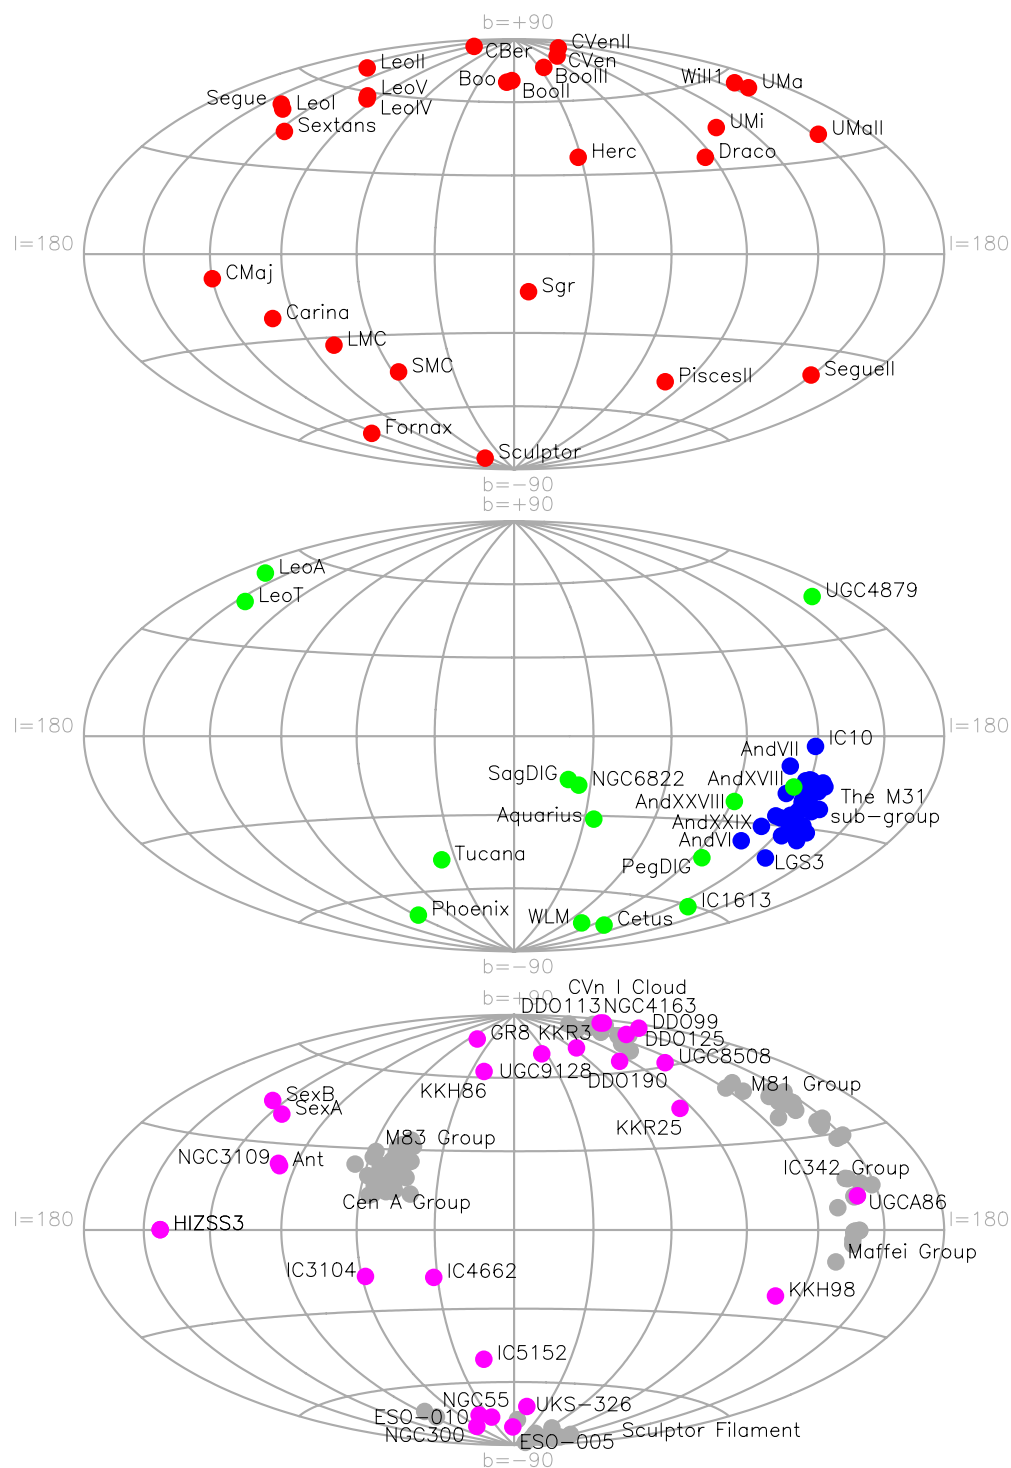 b=+90
CVenII
CBer
CVen
LeoII
BooIII
Boo
BooII
WilI1
UMa
Segue
LeoI
LeoV
LeoIV
Sextans
UMi
UMaII
Herc
Draco
l=180
l=180
CMaj
Sgr
Carina
LMC
SMC
PiscesII
SegueII
Fornax
Sculptor
b=−90
b=+90
LeoA
LeoT
UGC4879
l=180
l=180
IC10
AndVII
SagDIG
NGC6822
AndXVIII
The M31
sub−group
AndXXVIII
Aquarius
AndXXIX
AndVI
Tucana
PegDIG
LGS3
Phoenix
WLM
Cetus
IC1613
b=−90
CVn I Cloud
b=+90
DDO113
NGC4163
GR8
KKR3
DDO99
DDO125
UGC9128
UGC8508
KKH86
DDO190
M81 Group
SexB
SexA
KKR25
M83 Group
NGC3109
Ant
IC342 Group
Cen A Group
UGCA86
l=180
HIZSS3
l=180
Maffei Group
IC3104
IC4662
KKH98
IC5152
NGC55
UKS−326
ESO−010
NGC300
ESO−005
Sculptor Filament
b=−90